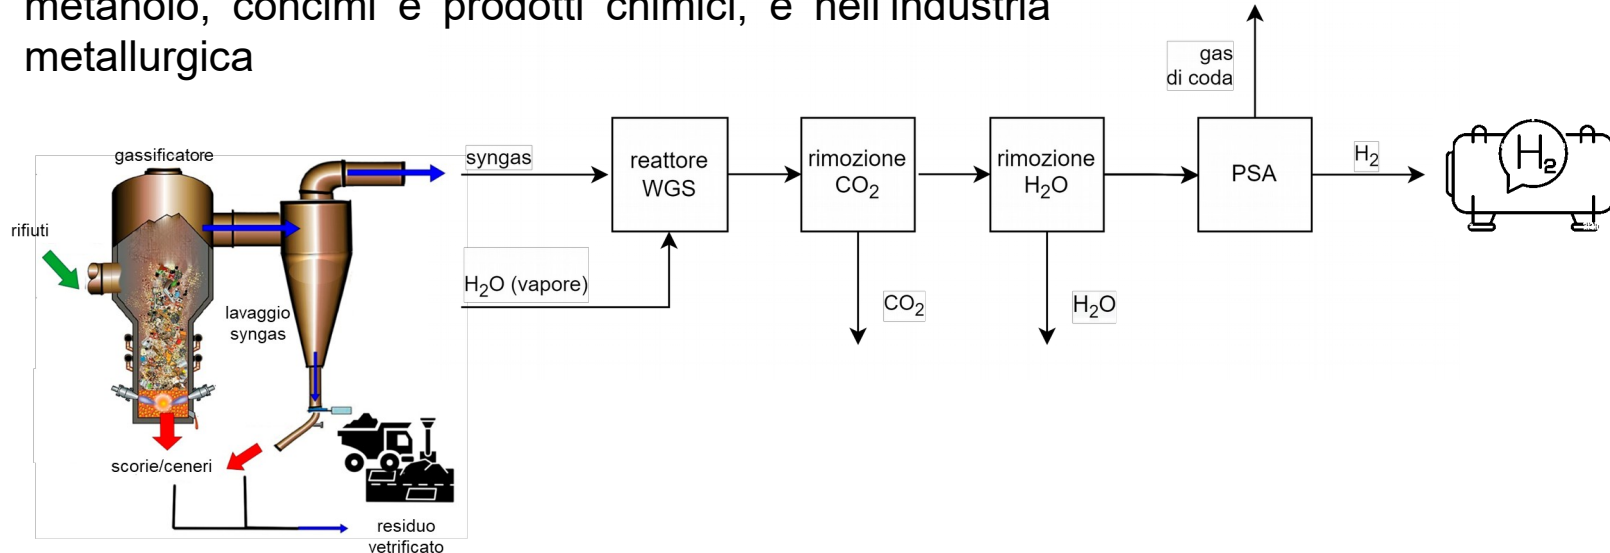 metanolo, concimi e prodotti chimici, e nell'industria
metallurgica
gas
di coda
gassificatore
syngas
reattore
WGS
rimozione
CO2
rimozione
H2O
PSA
H2
H2
rifiuti
H2O (vapore)
lavaggio
syngas
CO2
H2O
scorie/ceneri
residuo
vetrificato